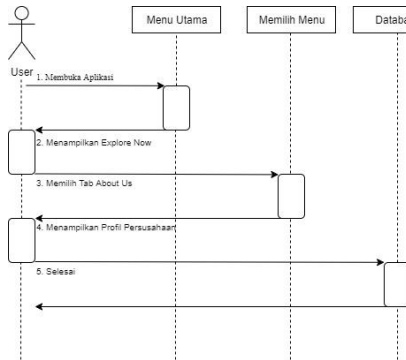 Menu Utama
Memilih Menu
Databa
User
1. Membuka Aplikasi
2. Menampilkan Explore Now
3. Memilih Tab About Us
4. Menampilkan Profil Persusahaan
5. Selesai